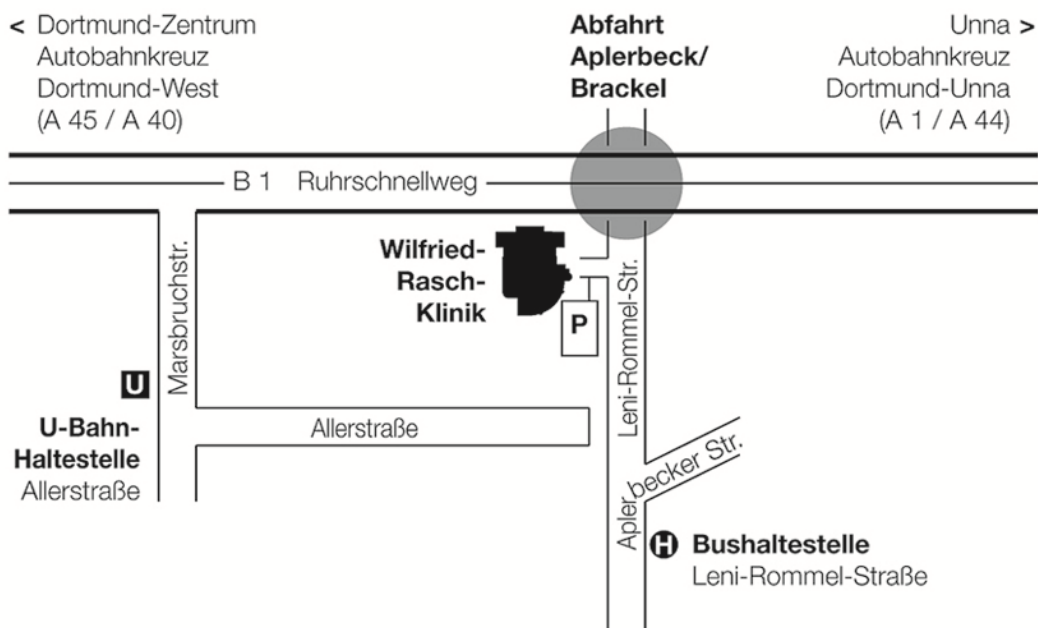 < Dortmund-Zentrum
Autobahnkreuz
Dortmund-West
(A 45 / A 40)
Abfahrt
Aplerbeck/
Brackel
Unna >
Autobahnkreuz
Dortmund-Unna
(A 1 / A 44)
B 1 Ruhrschnellweg
Marsbruchstr.
Wilfried-
Rasch-
Klinik
P
Leni-Rommel-Str.
U
U-Bahn-
Haltestelle
Allerstraße
Allerstraße
Aplerbecker Str.
H
Bushaltestelle
Leni-Rommel-Straße